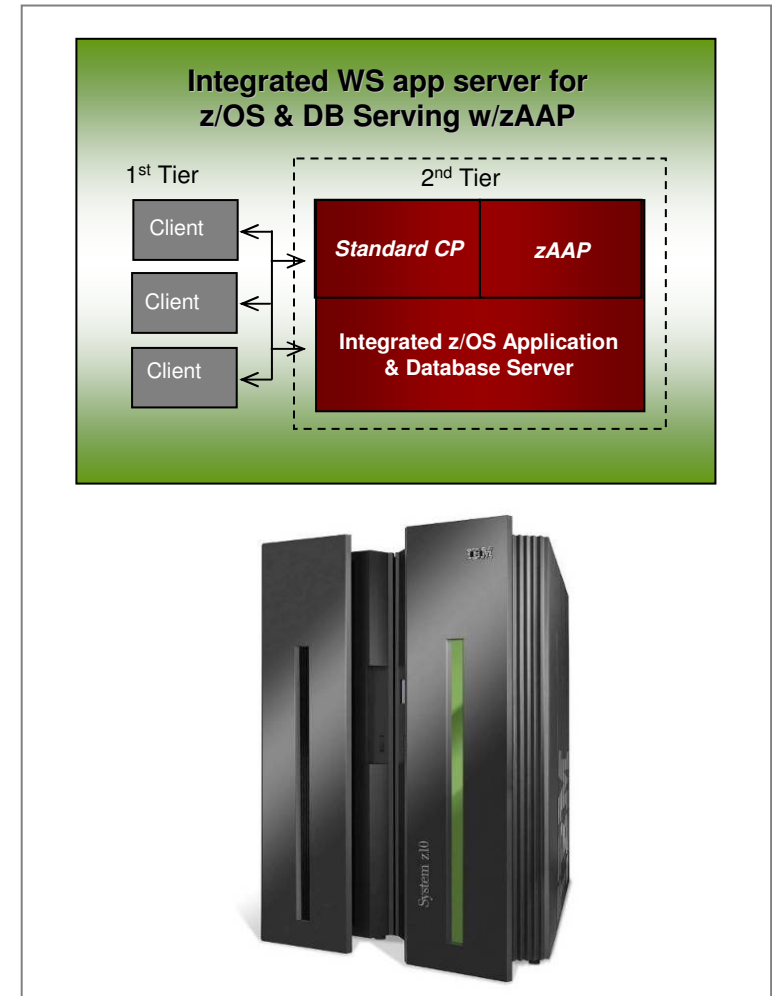 Integrated WS app server for
z/OS & DB Serving w/zAAP
1st Tier
2nd Tier
Client
Client
Client
Standard CP
zAAP
Integrated z/OS Application
& Database Server
IBM
System z10
IBM